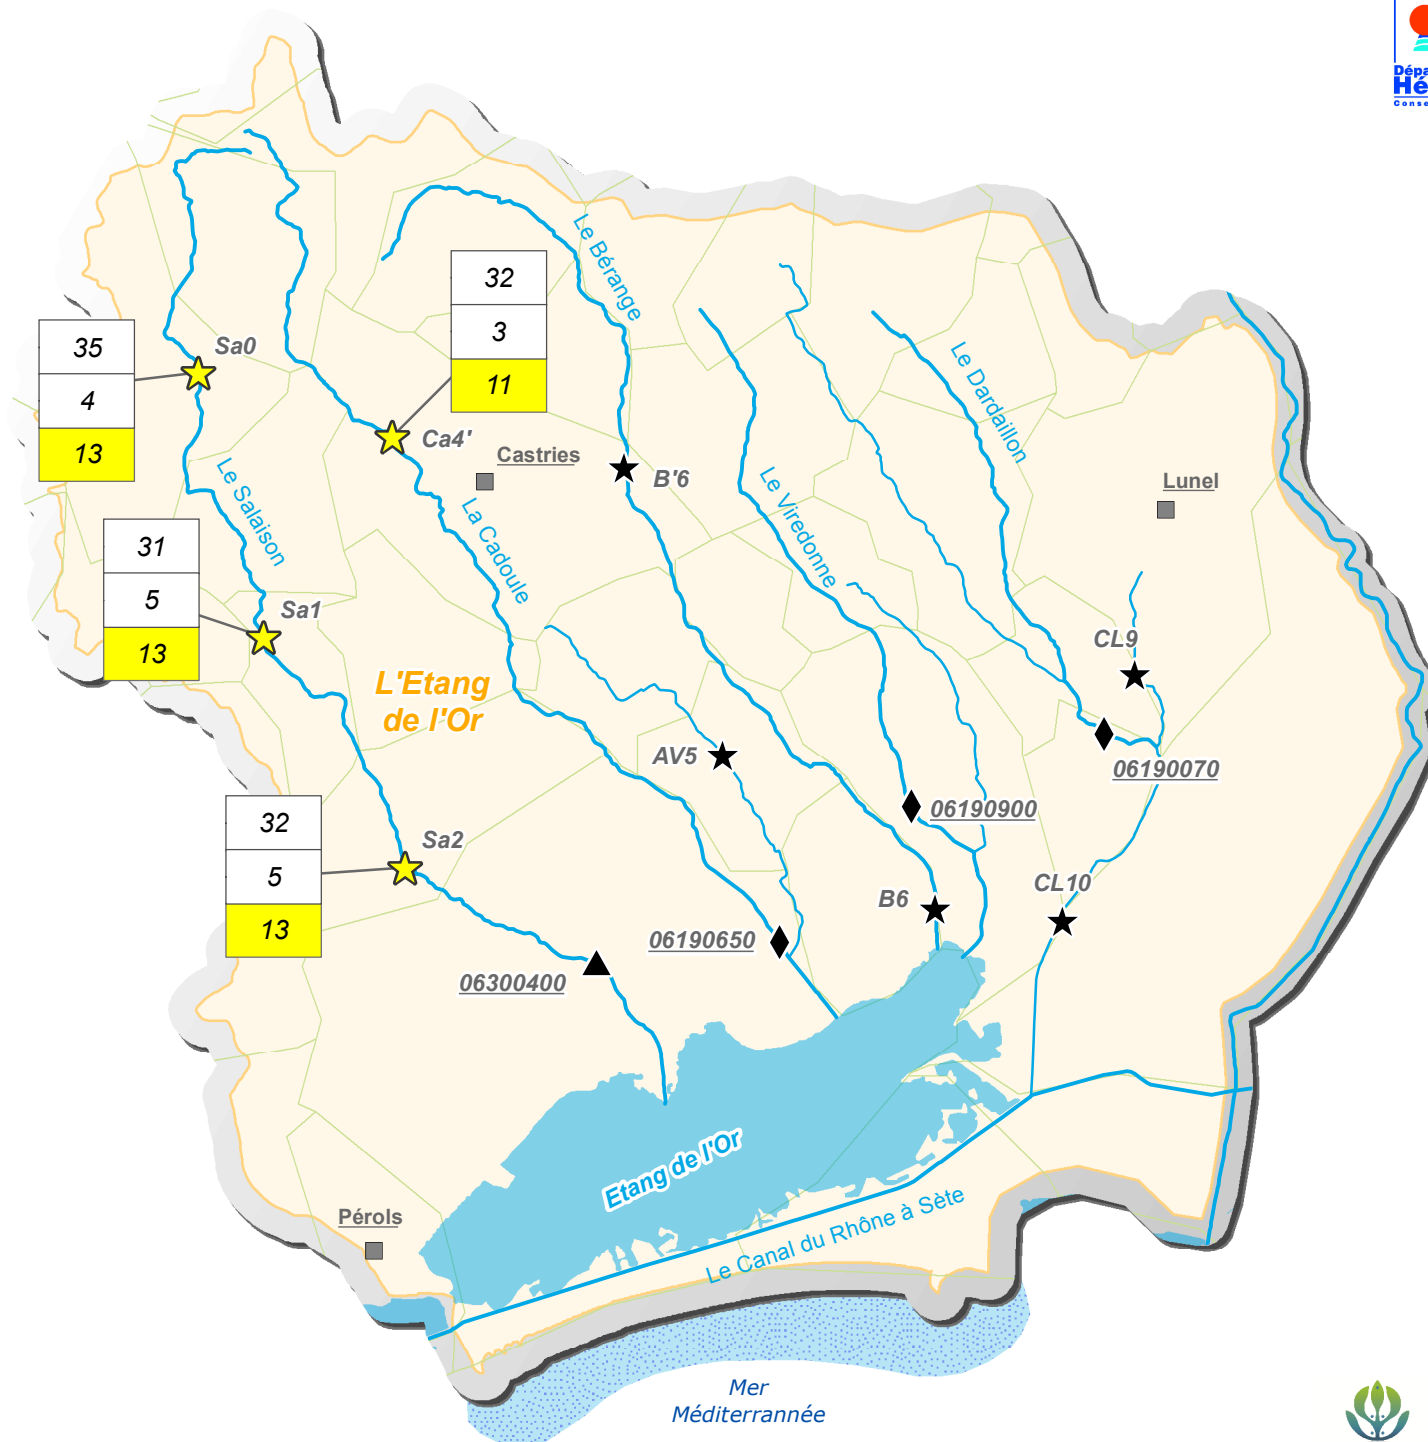 Dépa
Hé
Conse
Le Bérange
32
3
11
35
4
13
Sa0
Ca4'
Castries
B'6
Le Dardaillon
Le Viredonne
Lunel
Le Salaison
La Cadoule
31
5
13
Sa1
CL9
L'Etang
de l'Or
AV5
06190070
06190900
32
5
13
Sa2
B6
CL10
06190650
06300400
Etang de l'Or
Pérols
Le Canal du Rhône à Sète
Mer
Méditerrannée